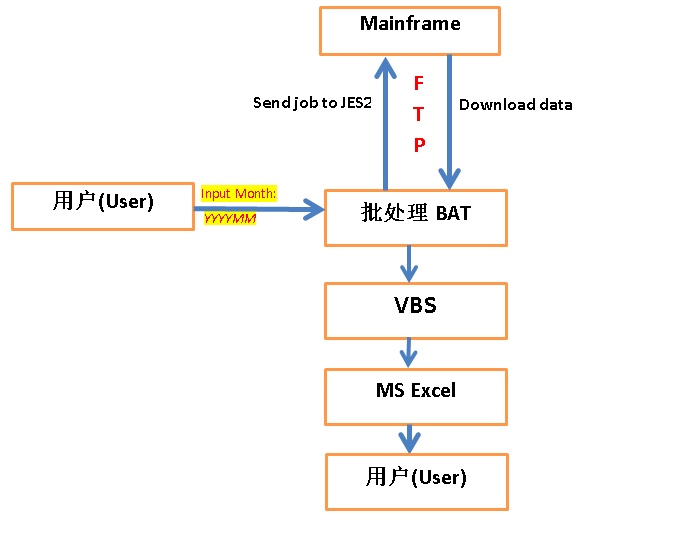 Mainframe
Send job to JES2
F
T
P
Download data
用户(User)
Input Month:
YYYYMM
批处理 BAT
VBS
MS Excel
用户(User)